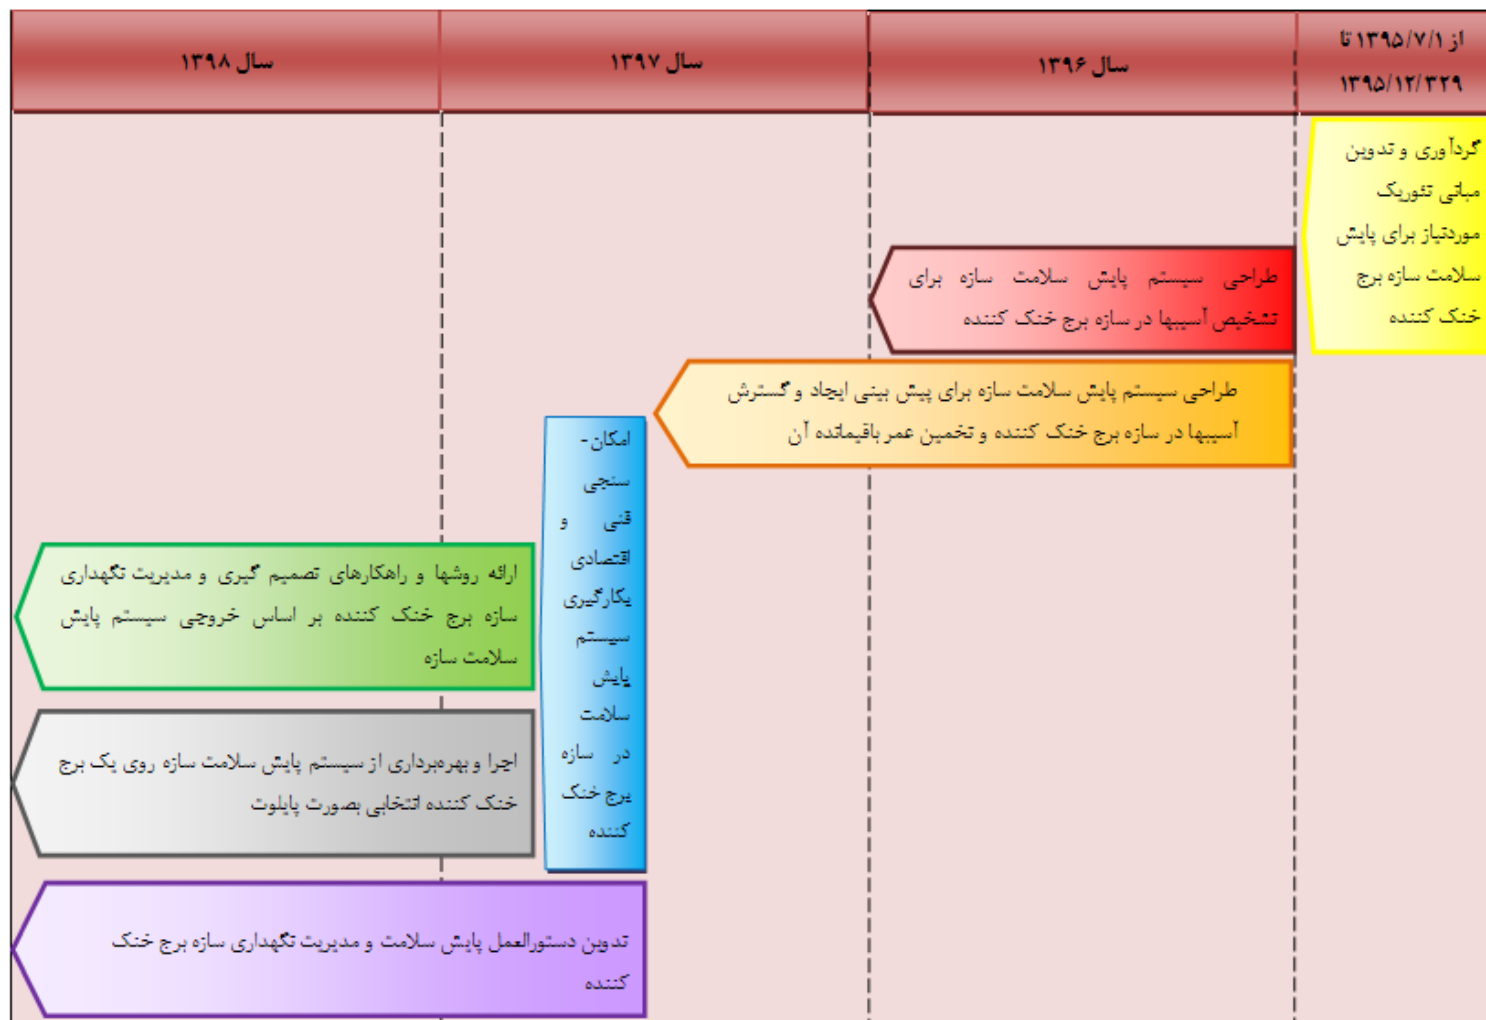 از ۱۳۹۵/۷/۱ تا
۱۳۹۵/۱۲/۳۲۹
سال ۱۳۹۶
سال ۱۳۹۷
سال ۱۳۹۸
گردآوری و تدوین
مبانی تئوریک
موردنیاز برای پایش
سلامت سازه برج
خنک کننده
طراحی سیستم پایش سلامت سازه برای
تشخیص آسیبها در سازه برج خنک کننده
طراحی سیستم پایش سلامت سازه برای پیش بینی ایجاد و گسترش
آسیبها در سازه برج خنک کننده و تخمین عمر باقیمانده آن
امکان-
سنجی
فنی و
اقتصادی
بکارگیری
سیستم
پایش
سلامت
در سازه
برج خنک
کننده
ارائه روشها و راهکارهای تصمیم گیری و مدیریت نگهداری
سازه برج خنک کننده بر اساس خروجی سیستم پایش
سلامت سازه
اجرا و بهره‌برداری از سیستم پایش سلامت سازه روی یک برج
خنک کننده انتخابی بصورت پایلوت
تدوین دستورالعمل پایش سلامت و مدیریت نگهداری سازه برج خنک
کننده